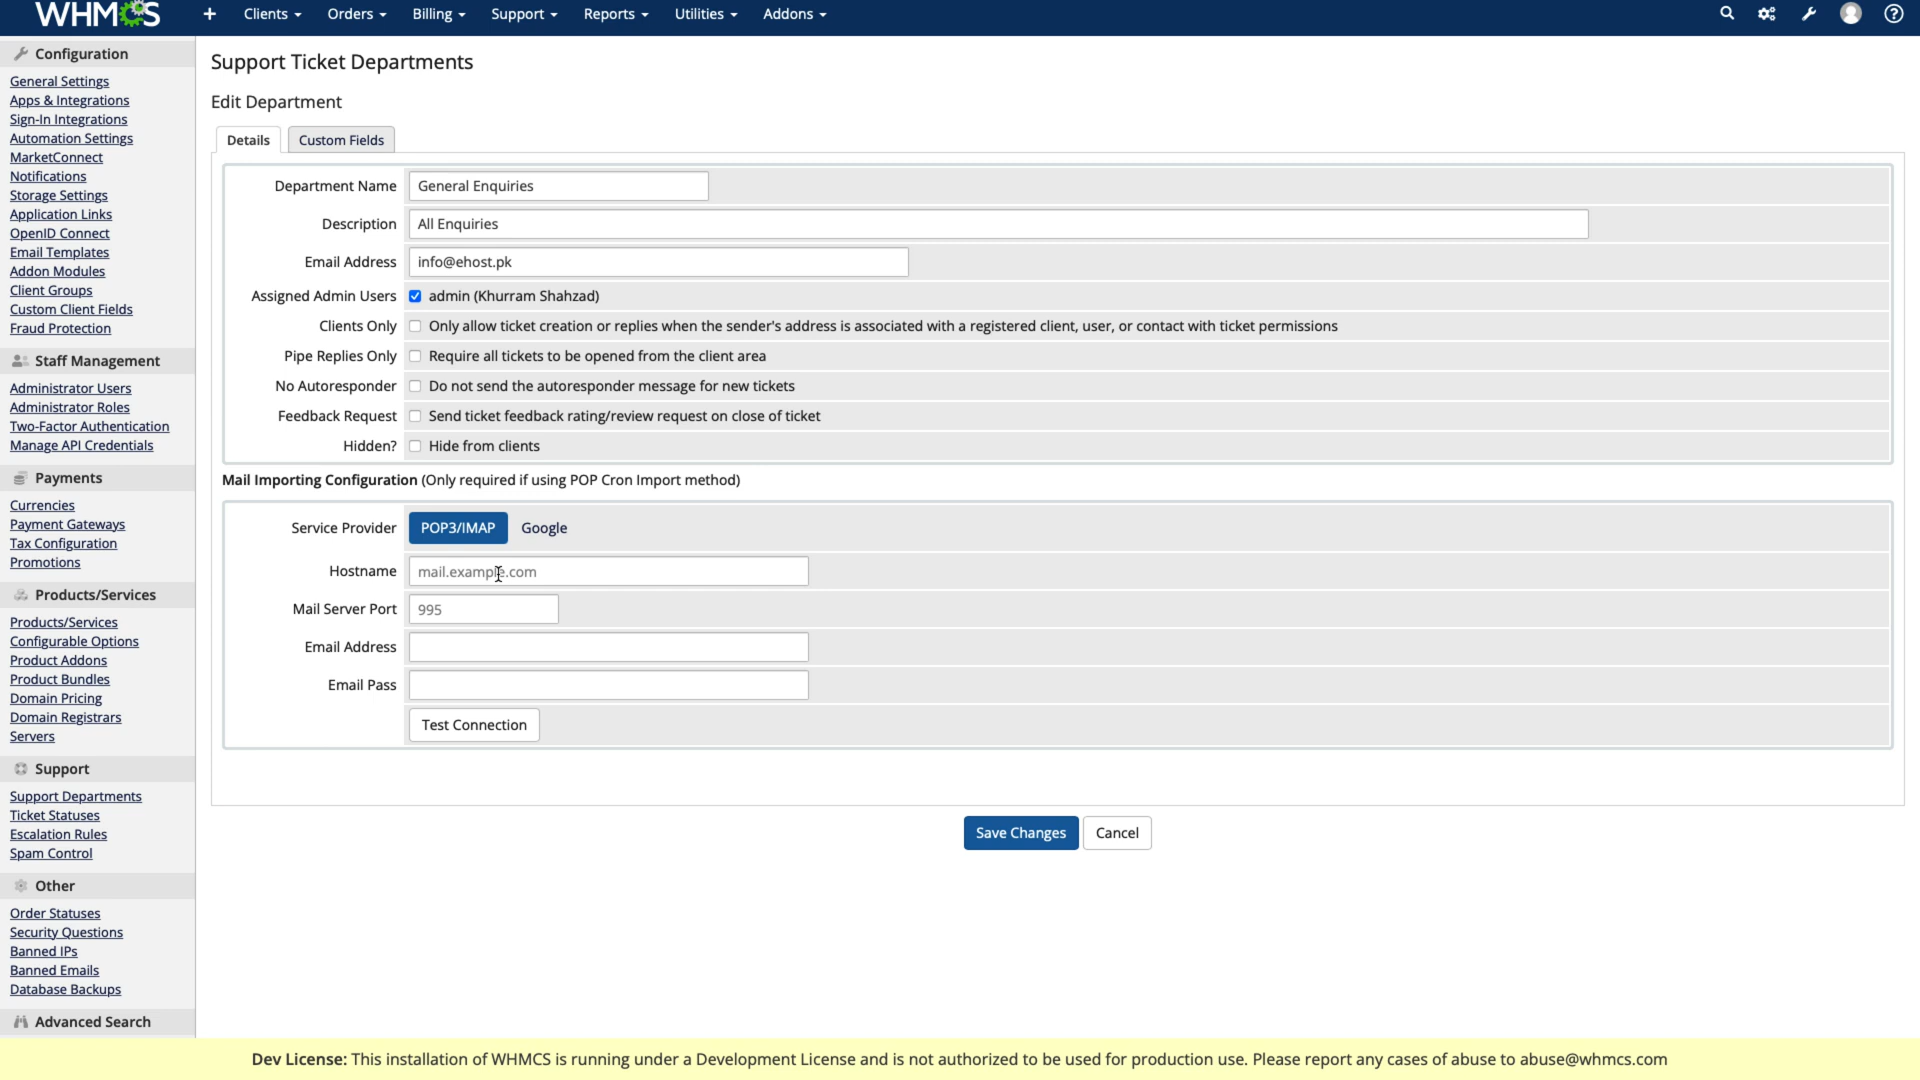 WHMCS
+ Clients Orders Billing Support Reports Utilities Addons
Configuration
General Settings
Apps & Integrations
Sign-In Integrations
Automation Settings
MarketConnect
Notifications
Storage Settings
Application Links
OpenID Connect
Email Templates
Addon Modules
Client Groups
Custom Client Fields
Fraud Protection
Staff Management
Administrator Users
Administrator Roles
Two-Factor Authentication
Manage API Credentials
Payments
Currencies
Payment Gateways
Tax Configuration
Promotions
Products/Services
Products/Services
Configurable Options
Product Addons
Product Bundles
Domain Pricing
Domain Registrars
Servers
Support
Support Departments
Ticket Statuses
Escalation Rules
Spam Control
Other
Order Statuses
Security Questions
Banned IPs
Banned Emails
Database Backups
Advanced Search
Support Ticket Departments
Edit Department
Details Custom Fields
Department Name General Enquiries
Description All Enquiries
Email Address info@ehost.pk
Assigned Admin Users admin (Khurram Shahzad)
Clients Only Only allow ticket creation or replies when the sender's address is associated with a registered client, user, or contact with ticket permissions
Pipe Replies Only Require all tickets to be opened from the client area
No Autoresponder Do not send the autoresponder message for new tickets
Feedback Request Send ticket feedback rating/review request on close of ticket
Hidden? Hide from clients
Mail Importing Configuration (Only required if using POP Cron Import method)
Service Provider POP3/IMAP Google
Hostname mail.example.com
Mail Server Port 995
Email Address
Email Pass
Test Connection
Save Changes Cancel
Dev License: This installation of WHMCS is running under a Development License and is not authorized to be used for production use. Please report any cases of abuse to abuse@whmcs.com